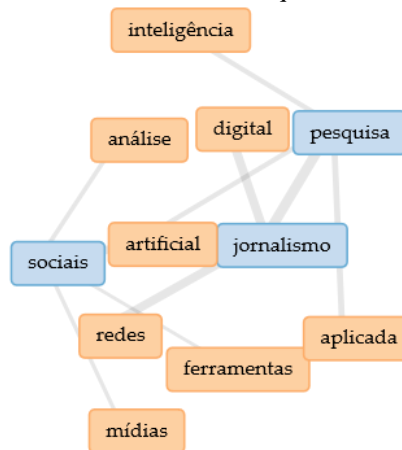 inteligência
digital
pesquisa
análise
artificial
jornalismo
sociais
redes
aplicada
ferramentas
mídias